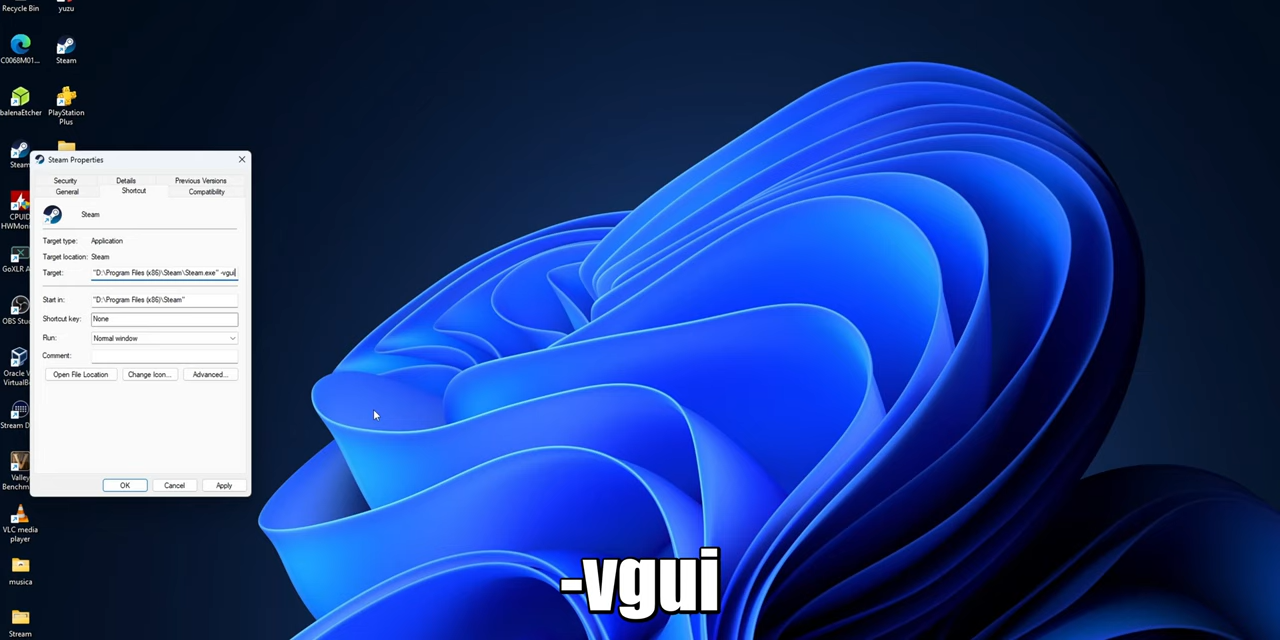 Recycle Bin
yuzu
C0068M01...
Steam
balenaEtcher
PlayStation
Plus
Steam
CPUID
HWMoni
GoXLR A
OBS Stu
Oracle V
VirtualB
Stream D
Valley
Benchm
VLC media
player
musica
Stream
Steam Properties
Security
Details
Previous Versions
General
Shortcut
Compatibility
Steam
Target type: Application
Target location: Steam
Target: "D:\Program Files (x86)\Steam\Steam.exe" -vgui
Start in: "D:\Program Files (x86)\Steam"
Shortcut key: None
Run: Normal window
Comment:
Open File Location
Change Icon...
Advanced...
OK
Cancel
Apply
-vgui